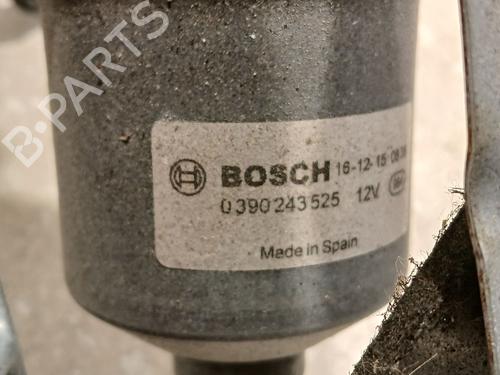 B-PARTS
BOSCH 16-12-15
0 390 243 525 12V
Made in Spain